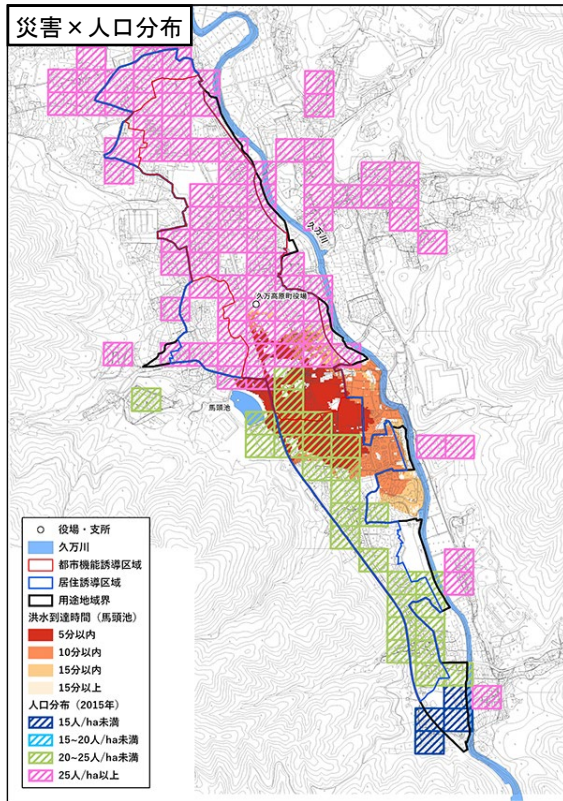 災害×人口分布
久万川
久万高原町役場
馬頭池
役場・支所
久万川
都市機能誘導区域
居住誘導区域
用途地域界
洪水到達時間（馬頭池）
5分以内
10分以内
15分以内
15分以上
人口分布（2015年）
15人/ha未満
15~20人/ha未満
20~25人/ha未満
25人/ha以上